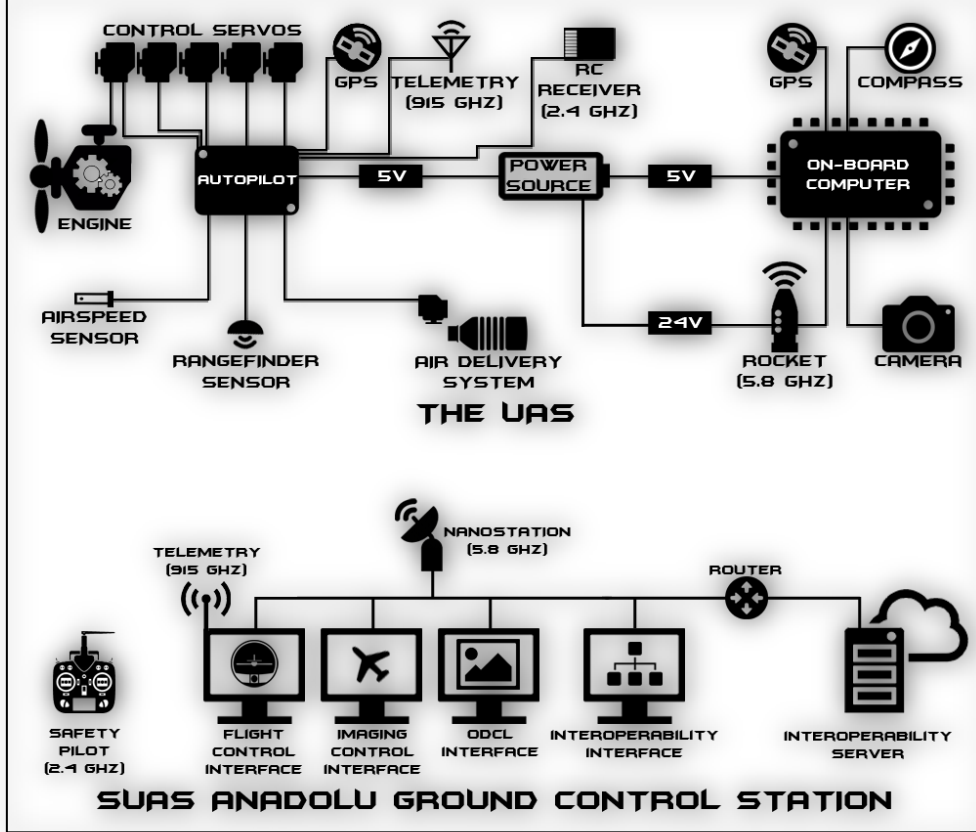 CONTROL SERVOS
GPS
TELEMETRY
(915 GHZ)
RC
RECEIVER
(2.4 GHZ)
GPS
COMPASS
AUTOPILOT
5V
POWER
SOURCE
5V
ON-BOARD
COMPUTER
ENGINE
AIRSPEED
SENSOR
RANGEFINDER
SENSOR
AIR DELIVERY
SYSTEM
24V
ROCKET
(5.8 GHZ)
CAMERA
THE UAS
NANOSTATION
(5.8 GHZ)
TELEMETRY
(915 GHZ)
ROUTER
SAFETY
PILOT
(2.4 GHZ)
FLIGHT
CONTROL
INTERFACE
IMAGING
CONTROL
INTERFACE
ODCL
INTERFACE
INTEROPERABILITY
INTERFACE
INTEROPERABILITY
SERVER
SUAS ANADOLU GROUND CONTROL STATION